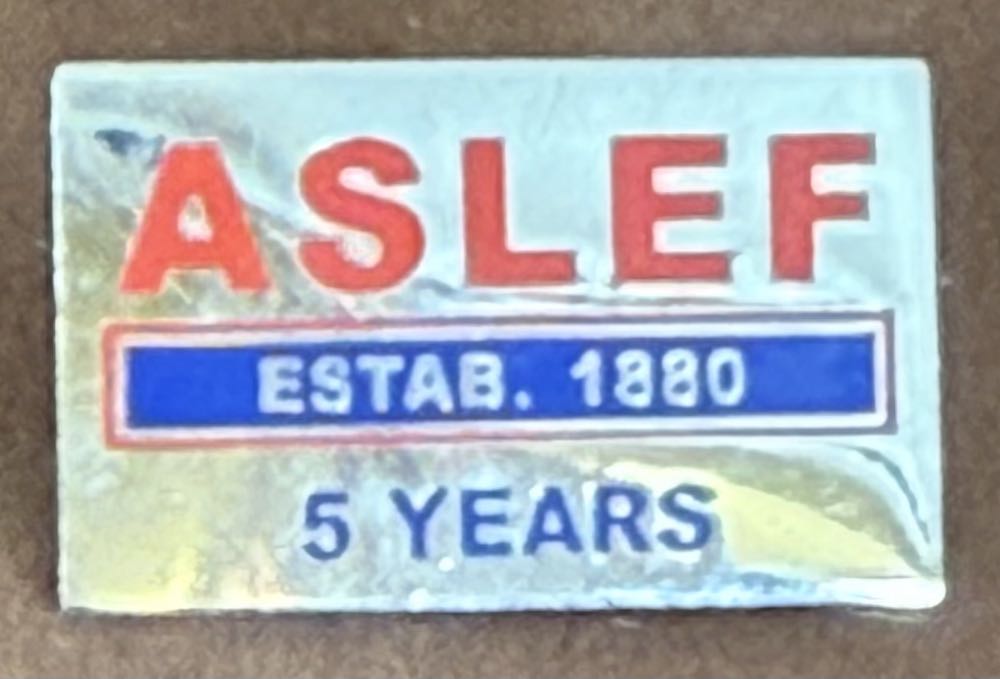 ASLEF
ESTAB. 1880
5 YEARS